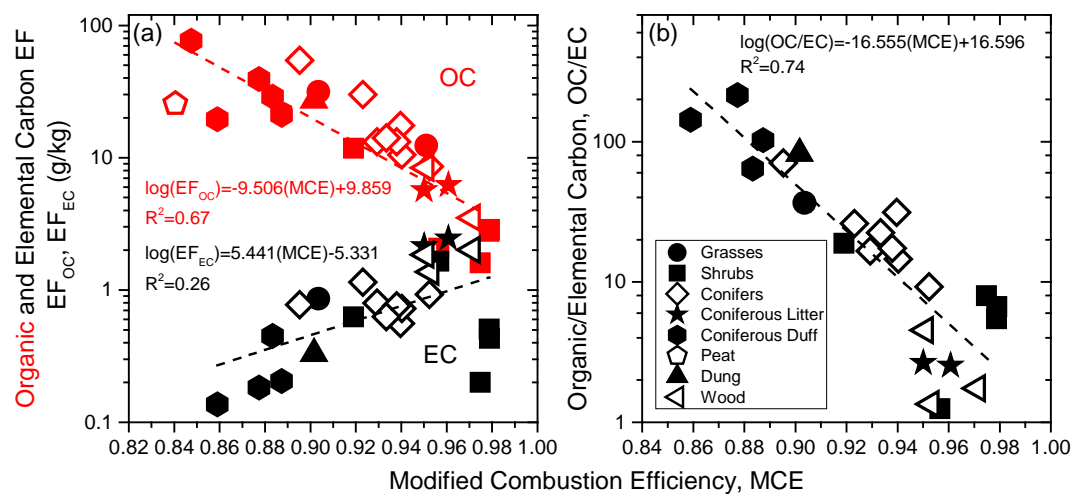 (a)
OC
log(EF_OC)=-9.506(MCE)+9.859
R²=0.67
log(EF_EC)=5.441(MCE)-5.331
R²=0.26
EC
100
10
1
0.1
Organic and Elemental Carbon EF
EF_OC, EF_EC (g/kg)
0.82 0.84 0.86 0.88 0.90 0.92 0.94 0.96 0.98 1.00
(b)
log(OC/EC)=-16.555(MCE)+16.596
R²=0.74
100
10
1
Organic/Elemental Carbon, OC/EC
Grasses
Shrubs
Conifers
Coniferous Litter
Coniferous Duff
Peat
Dung
Wood
0.84 0.86 0.88 0.90 0.92 0.94 0.96 0.98 1.00
Modified Combustion Efficiency, MCE